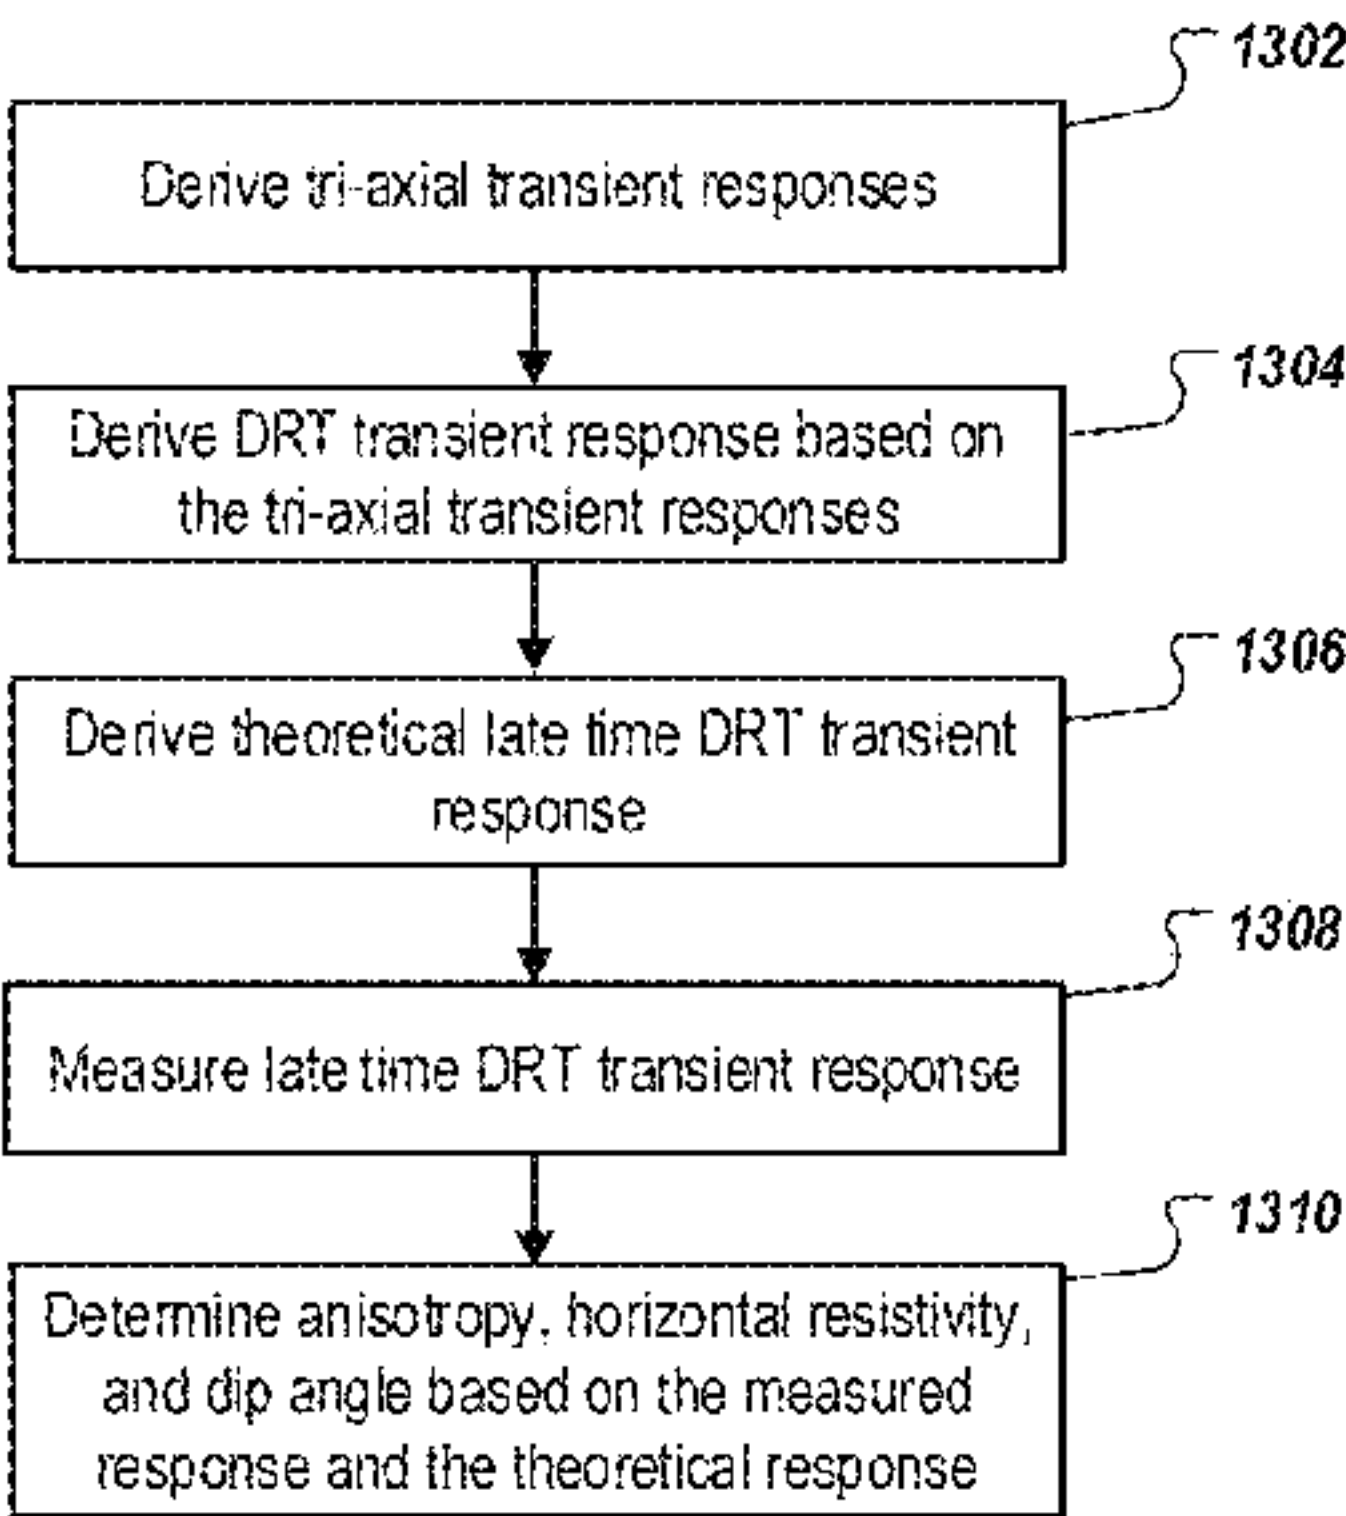 1302
Derive tri-axial transient responses
1304
Derive DRT transient response based on
the tri-axial transient responses
1306
Derive theoretical late time DRT transient
response
1308
Measure late time DRT transient response
1310
Determine anisotropy, horizontal resistivity,
and dip angle based on the measured
response and the theoretical response